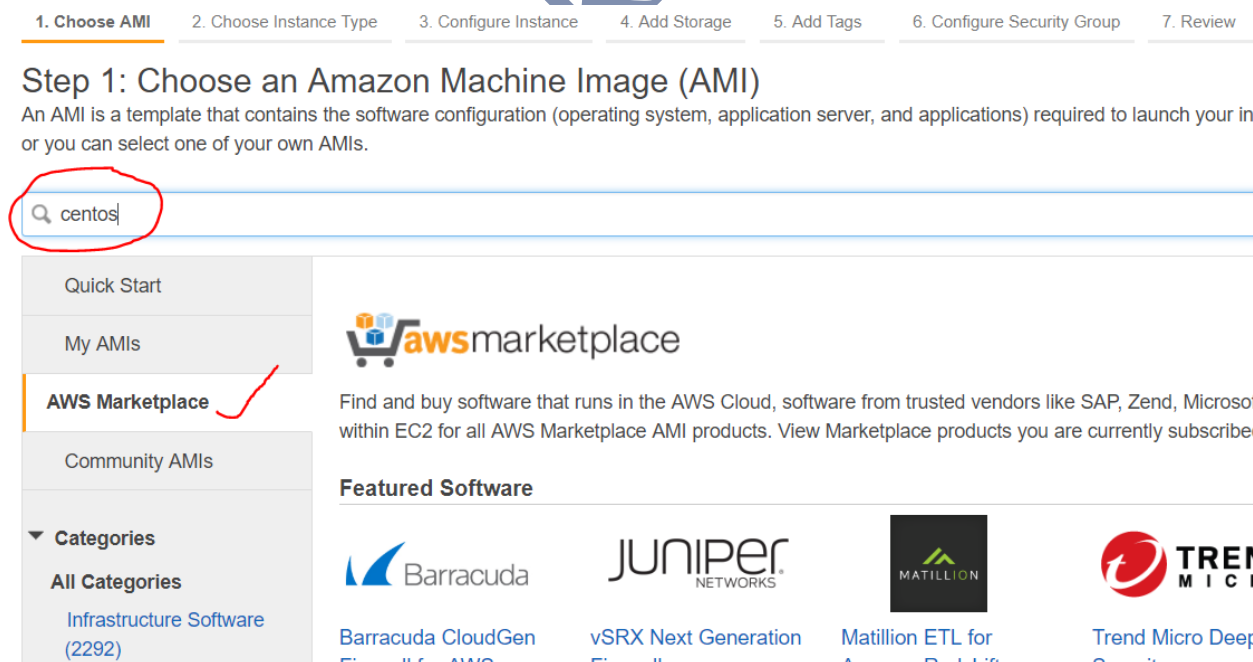 1. Choose AMI 2. Choose Instance Type 3. Configure Instance 4. Add Storage 5. Add Tags 6. Configure Security Group 7. Review
Step 1: Choose an Amazon Machine Image (AMI)
An AMI is a template that contains the software configuration (operating system, application server, and applications) required to launch your in
or you can select one of your own AMIs.
centos
Quick Start
My AMIs
AWS Marketplace
Community AMIs
Categories
All Categories
Infrastructure Software
(2292)
awsmarketplace
Find and buy software that runs in the AWS Cloud, software from trusted vendors like SAP, Zend, Microso
within EC2 for all AWS Marketplace AMI products. View Marketplace products you are currently subscribe
Featured Software
Barracuda
JUNIPEr
NETWORKS
MATILLION
TREN
MICR
Barracuda CloudGen vSRX Next Generation Matillion ETL for Trend Micro Deep